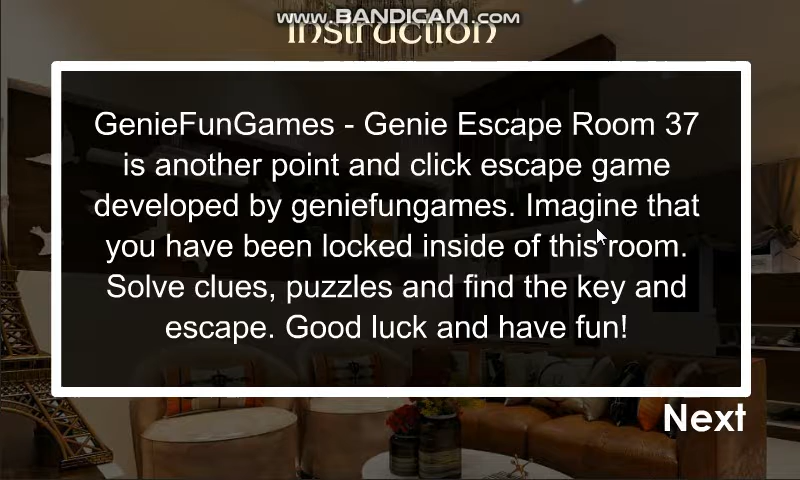 www.BANDICAM.com
instruction
GenieFunGames - Genie Escape Room 37
is another point and click escape game
developed by geniefungames. Imagine that
you have been locked inside of this room.
Solve clues, puzzles and find the key and
escape. Good luck and have fun!
Next